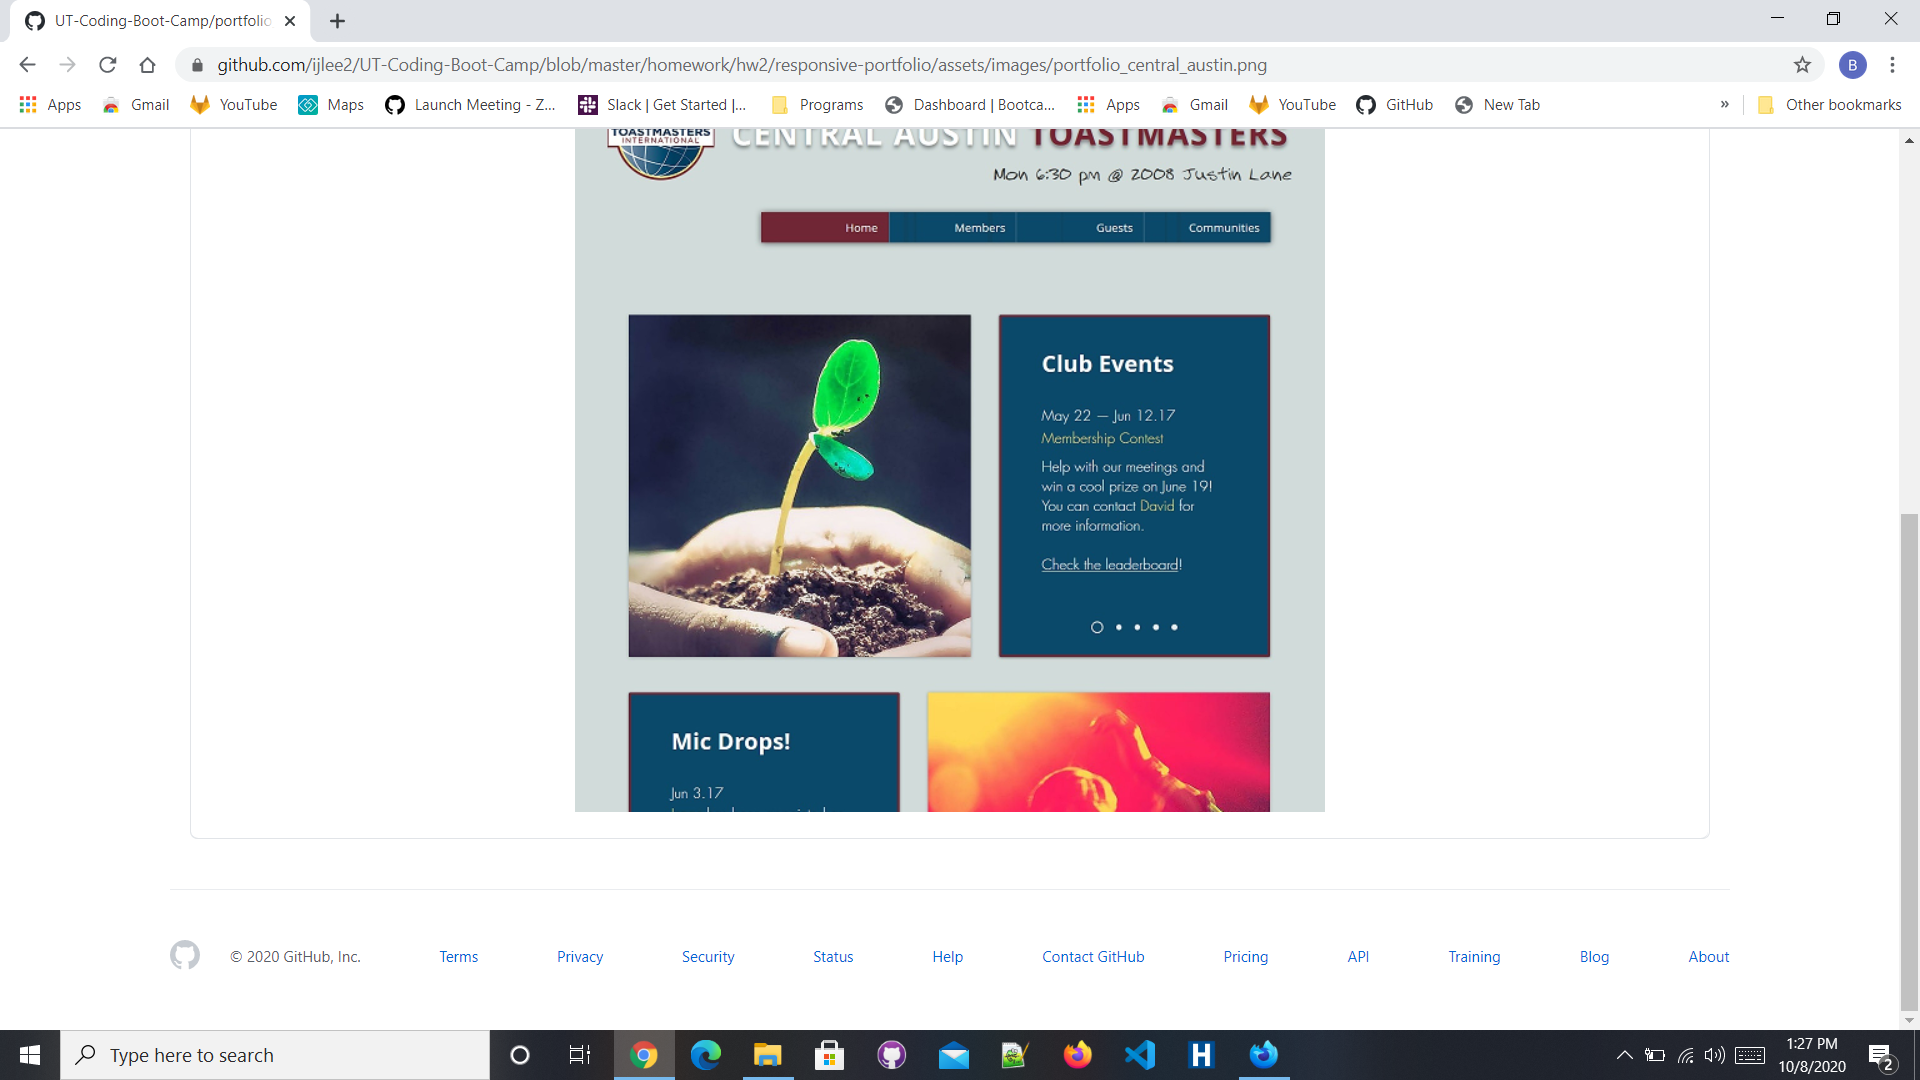 UT-Coding-Boot-Camp/portfolio
github.com/ijlee2/UT-Coding-Boot-Camp/blob/master/homework/hw2/responsive-portfolio/assets/images/portfolio_central_austin.png
B
Apps Gmail YouTube Maps Launch Meeting - Z... Slack | Get Started |... Programs Dashboard | Bootca... Apps Gmail YouTube GitHub New Tab » Other bookmarks
TOASTMASTERS
INTERNATIONAL
CENTRAL AUSTIN TOASTMASTERS
Mon 6:30 pm @ 2008 Justin Lane
Home Members Guests Communities
Club Events
May 22 – Jun 12.17
Membership Contest
Help with our meetings and
win a cool prize on June 19!
You can contact David for
more information.
Check the leaderboard!
Mic Drops!
Jun 3.17
© 2020 GitHub, Inc. Terms Privacy Security Status Help Contact GitHub Pricing API Training Blog About
Type here to search
H
1:27 PM
10/8/2020
2